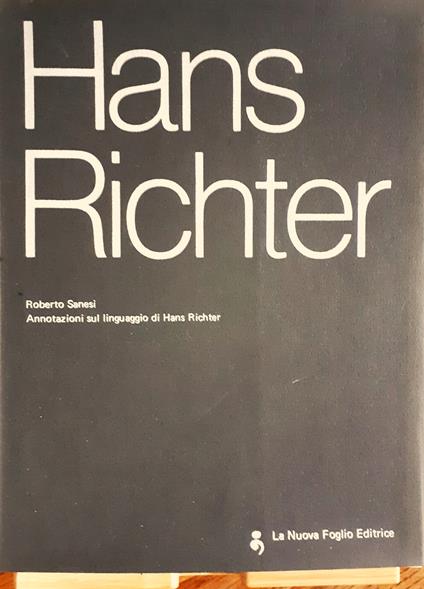 Hans
Richter
Roberto Sanesi
Annotazioni sul linguaggio di Hans Richter
La Nuova Foglio Editrice